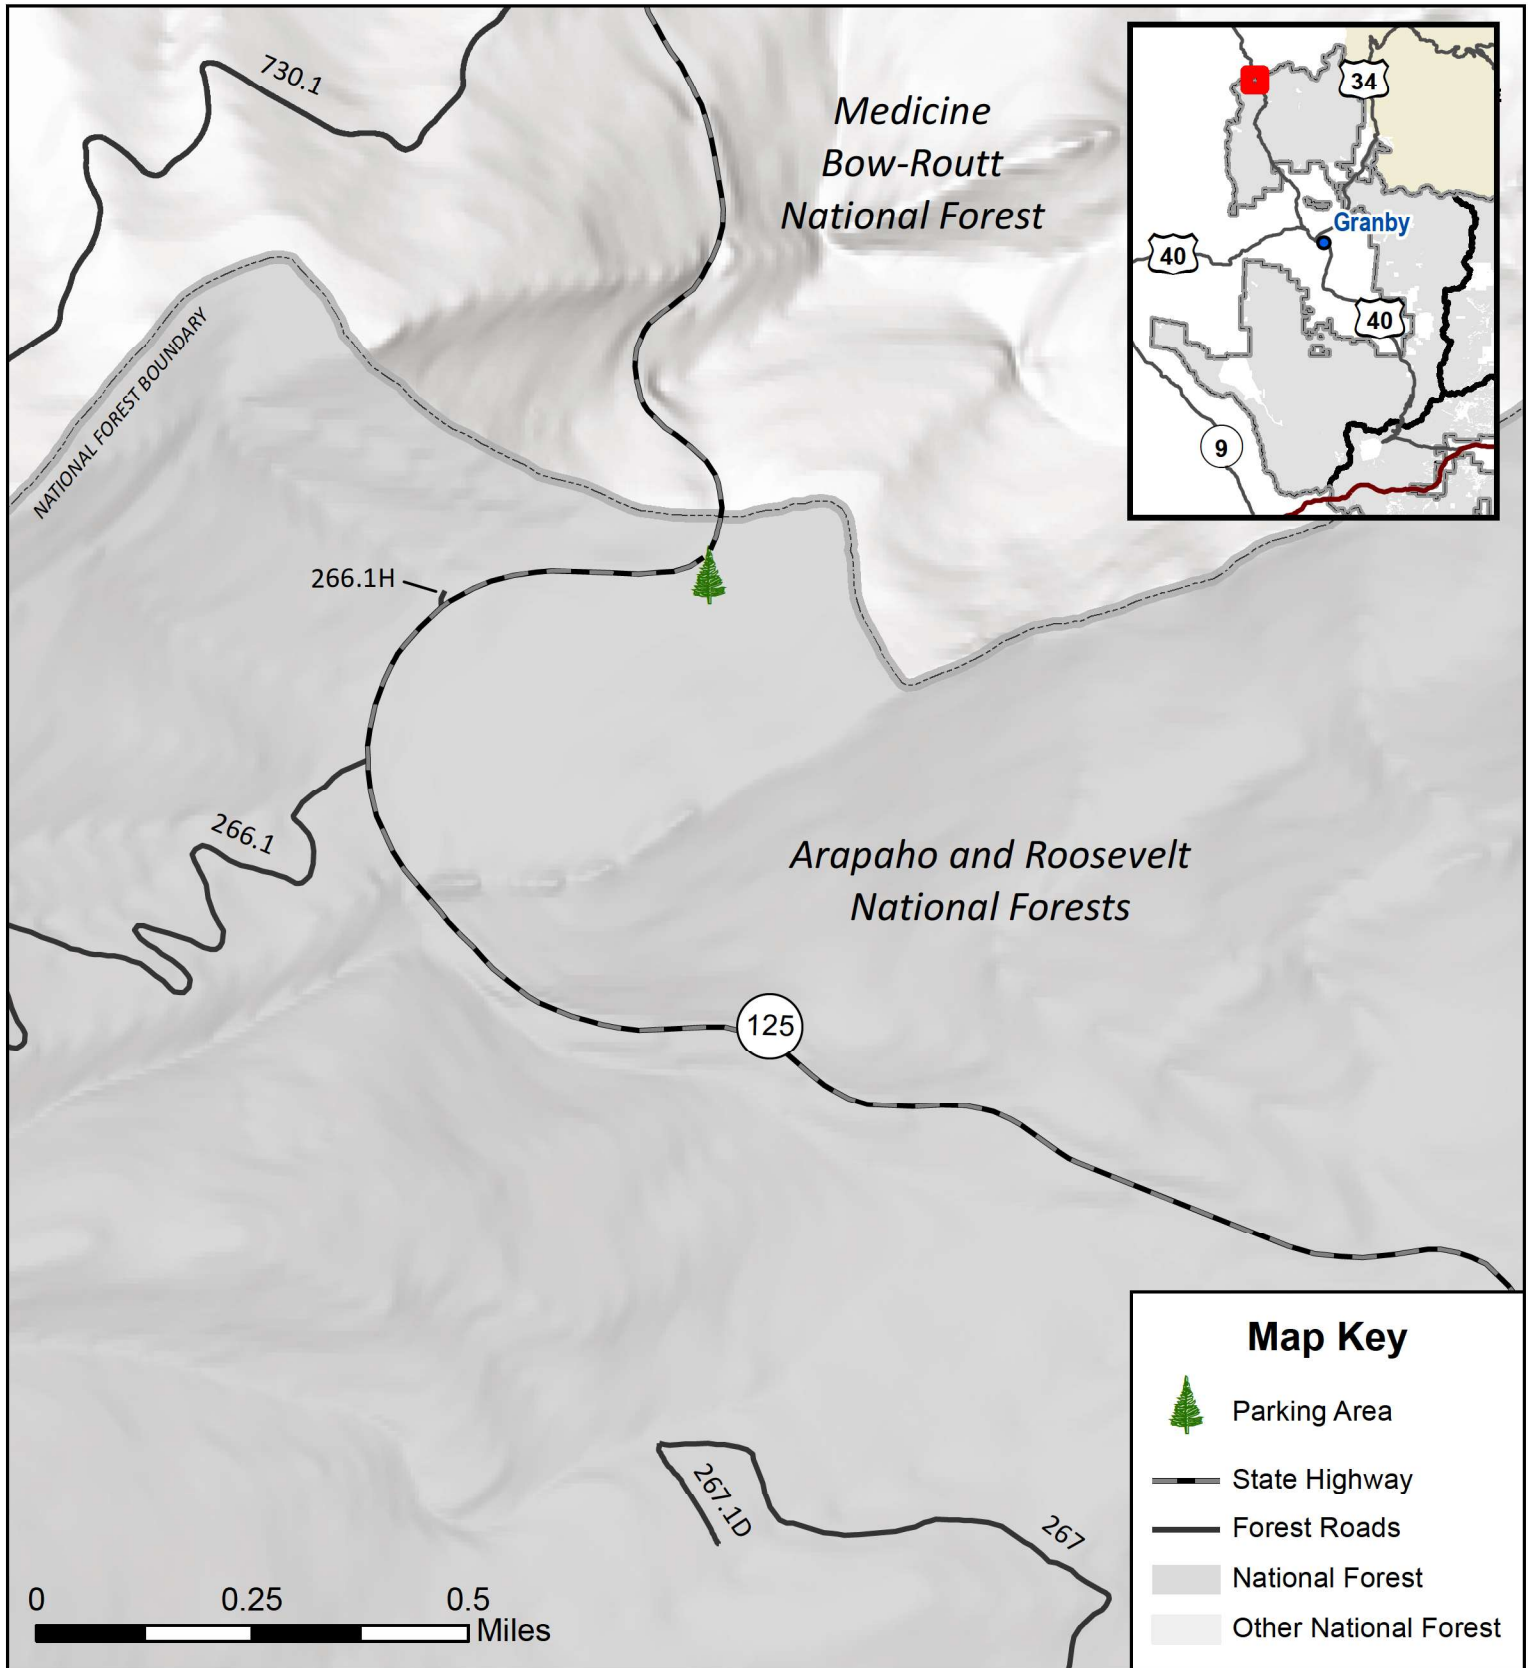 730.1
Medicine
Bow-Routt
National Forest
34
Granby
40
40
9
NATIONAL FOREST BOUNDARY
266.1H
266.1
Arapaho and Roosevelt
National Forests
125
267.1D
267
0 0.25 0.5
Miles
Map Key
Parking Area
State Highway
Forest Roads
National Forest
Other National Forest